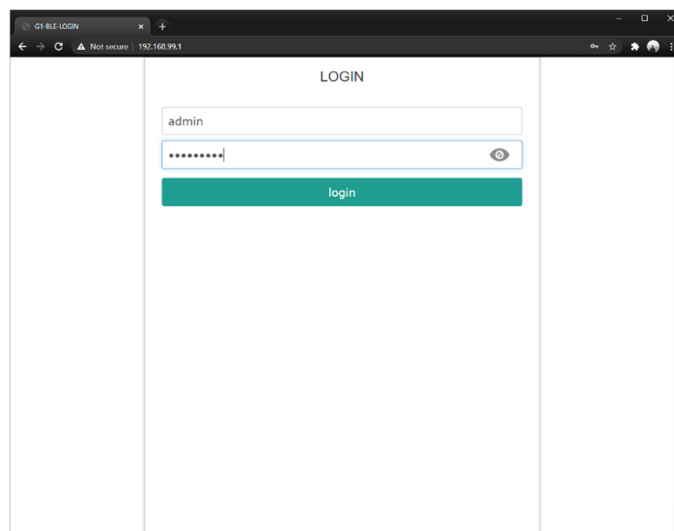 G1-BLE-LOGIN
Not secure 192.168.99.1
LOGIN
admin
•••••••••
login